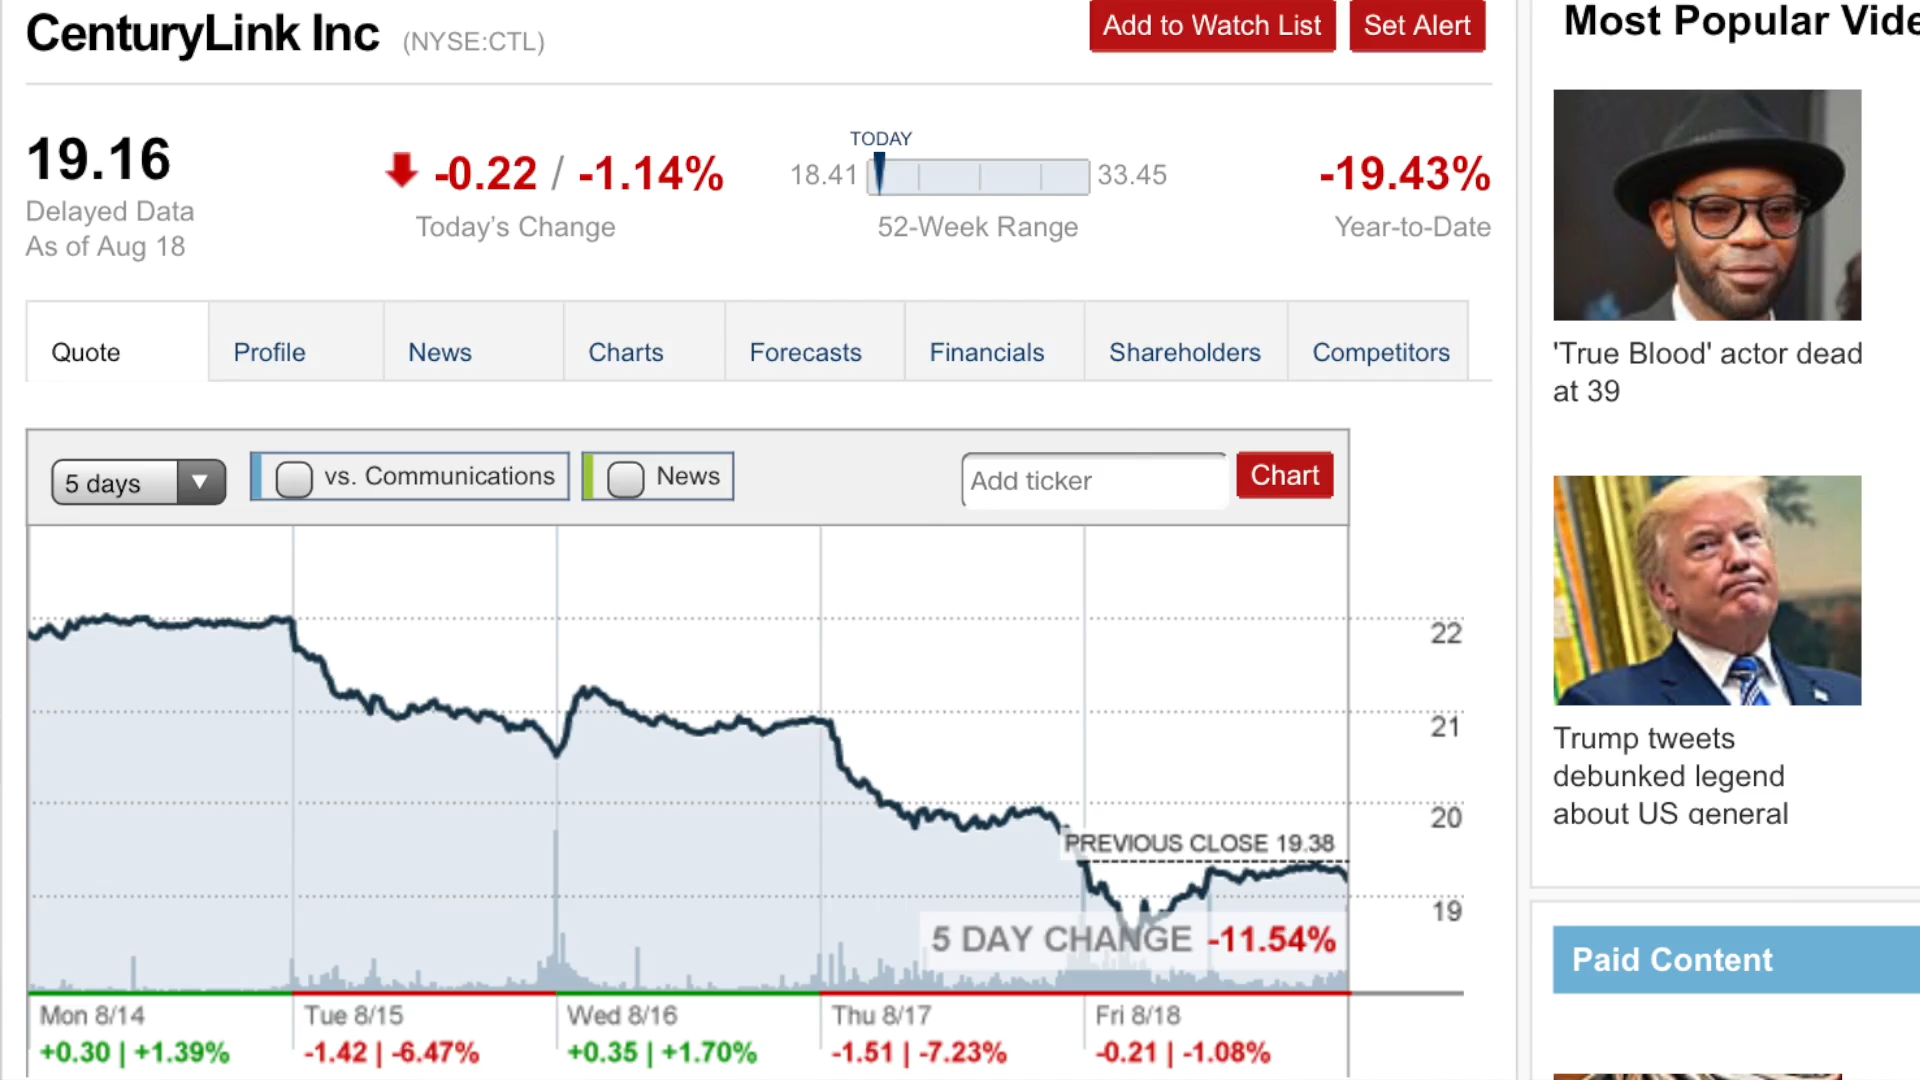 CenturyLink Inc (NYSE:CTL)
Add to Watch List
Set Alert
19.16
Delayed Data
As of Aug 18
-0.22 / -1.14%
Today's Change
TODAY
18.41
33.45
52-Week Range
-19.43%
Year-to-Date
Quote
Profile
News
Charts
Forecasts
Financials
Shareholders
Competitors
5 days
vs. Communications
News
Add ticker
Chart
22
21
20
19
PREVIOUS CLOSE 19.38
5 DAY CHANGE -11.54%
Mon 8/14
+0.30 | +1.39%
Tue 8/15
-1.42 | -6.47%
Wed 8/16
+0.35 | +1.70%
Thu 8/17
-1.51 | -7.23%
Fri 8/18
-0.21 | -1.08%
Most Popular Vide
'True Blood' actor dead
at 39
Trump tweets
debunked legend
about US general
Paid Content